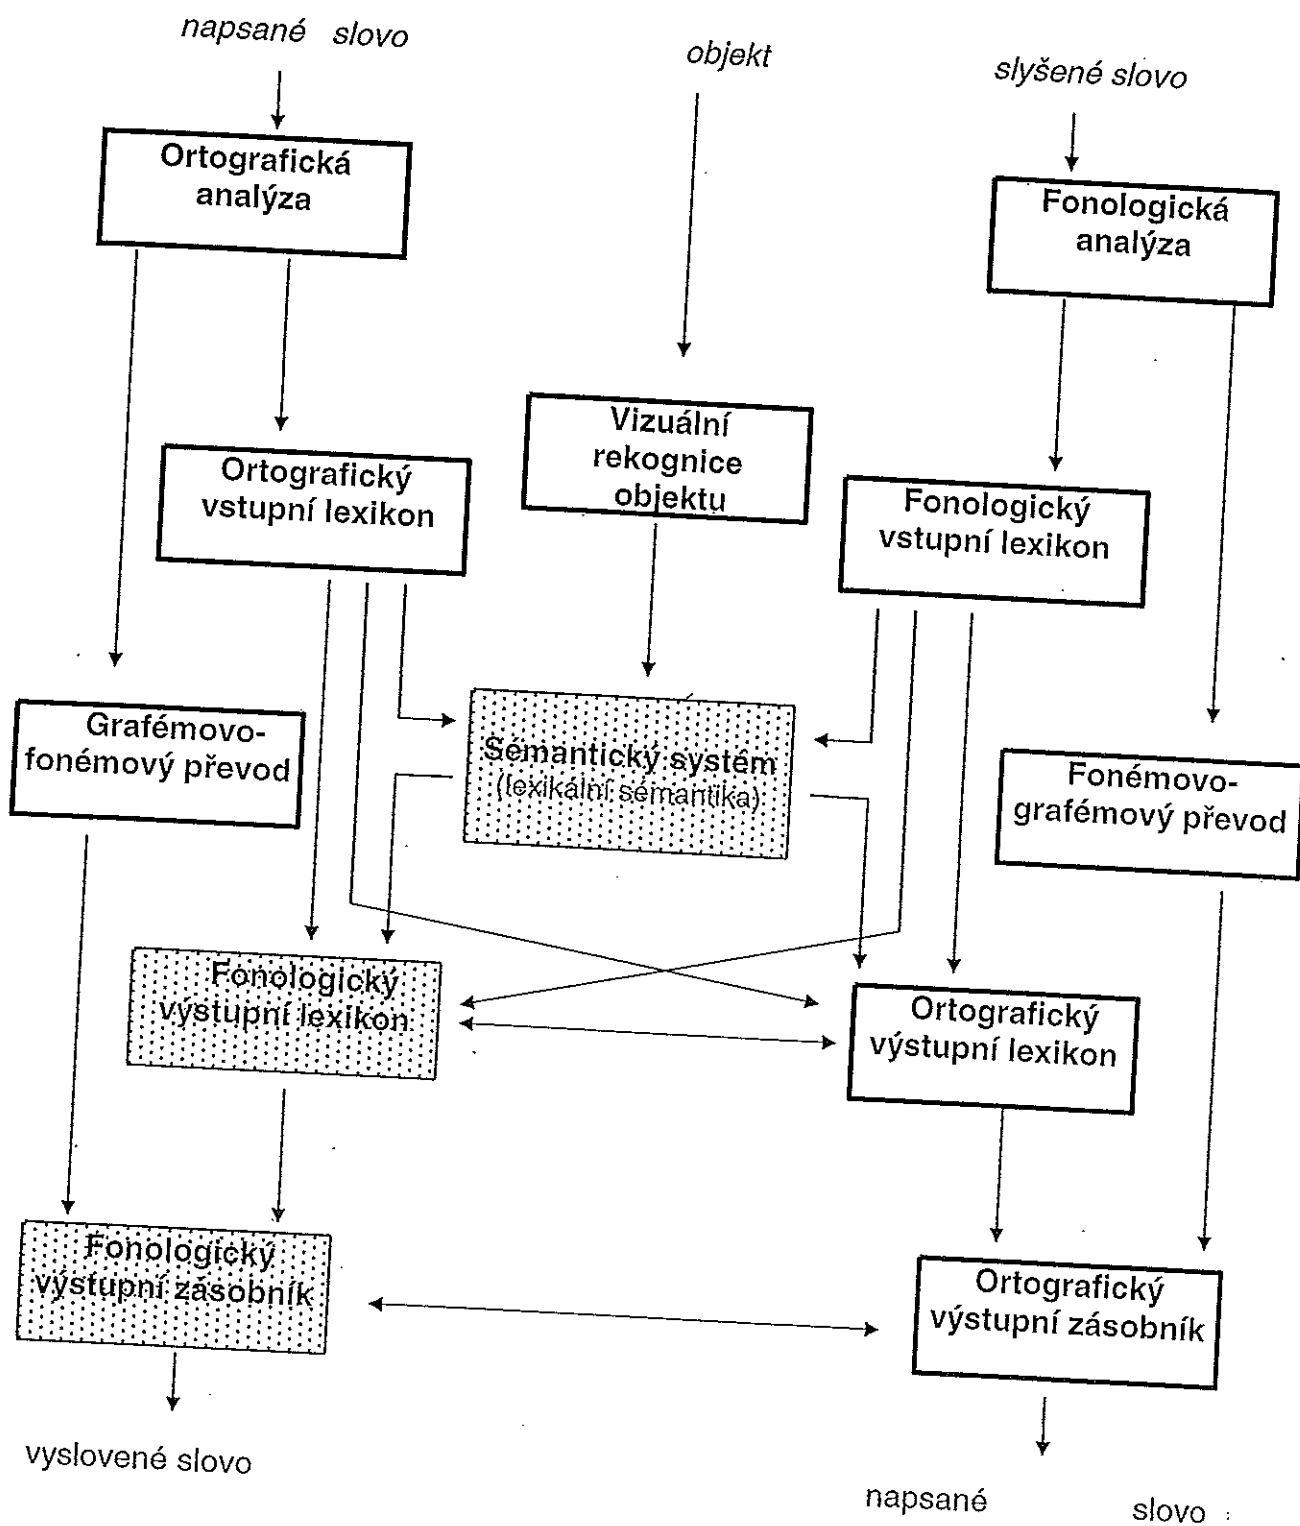 napsané slovo
objekt
slyšené slovo
Ortografická
analýza
Fonologická
analýza
Vizuální
rekognice
objektu
Ortografický
vstupní lexikon
Fonologický
vstupní lexikon
Grafémovo-
fonémový převod
Sémantický systém
(lexikální sémantika)
Fonémovo-
grafémový převod
Fonologický
výstupní lexikon
Ortografický
výstupní lexikon
Fonologický
výstupní zásobník
Ortografický
výstupní zásobník
vyslovené slovo
napsané slovo